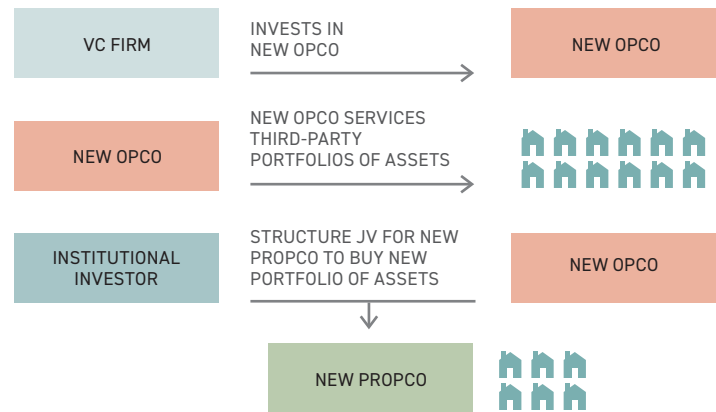 VC FIRM
INVESTS IN
NEW OPCO
NEW OPCO
NEW OPCO
NEW OPCO SERVICES
THIRD-PARTY
PORTFOLIOS OF ASSETS
INSTITUTIONAL
INVESTOR
STRUCTURE JV FOR NEW
PROPCO TO BUY NEW
PORTFOLIO OF ASSETS
NEW OPCO
NEW PROPCO